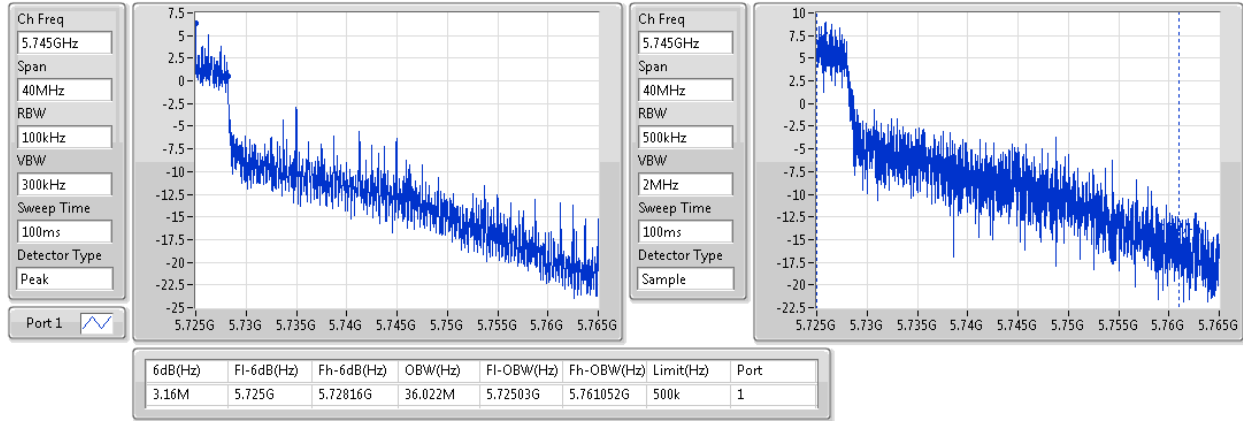 Ch Freq
5.745GHz
Span
40MHz
RBW
100kHz
VBW
300kHz
Sweep Time
100ms
Detector Type
Peak
Port 1
7.5
5
2.5
0
-2.5
-5
-7.5
-10
-12.5
-15
-17.5
-20
-22.5
-25
5.725G 5.73G 5.735G 5.74G 5.745G 5.75G 5.755G 5.76G 5.765G
Ch Freq
5.745GHz
Span
40MHz
RBW
500kHz
VBW
2MHz
Sweep Time
100ms
Detector Type
Sample
10
7.5
5
2.5
0
-2.5
-5
-7.5
-10
-12.5
-15
-17.5
-20
-22.5
5.725G 5.73G 5.735G 5.74G 5.745G 5.75G 5.755G 5.76G 5.765G
6dB(Hz) Fl-6dB(Hz) Fh-6dB(Hz) OBW(Hz) Fl-OBW(Hz) Fh-OBW(Hz) Limit(Hz) Port
3.16M 5.725G 5.72816G 36.022M 5.72503G 5.761052G 500k 1